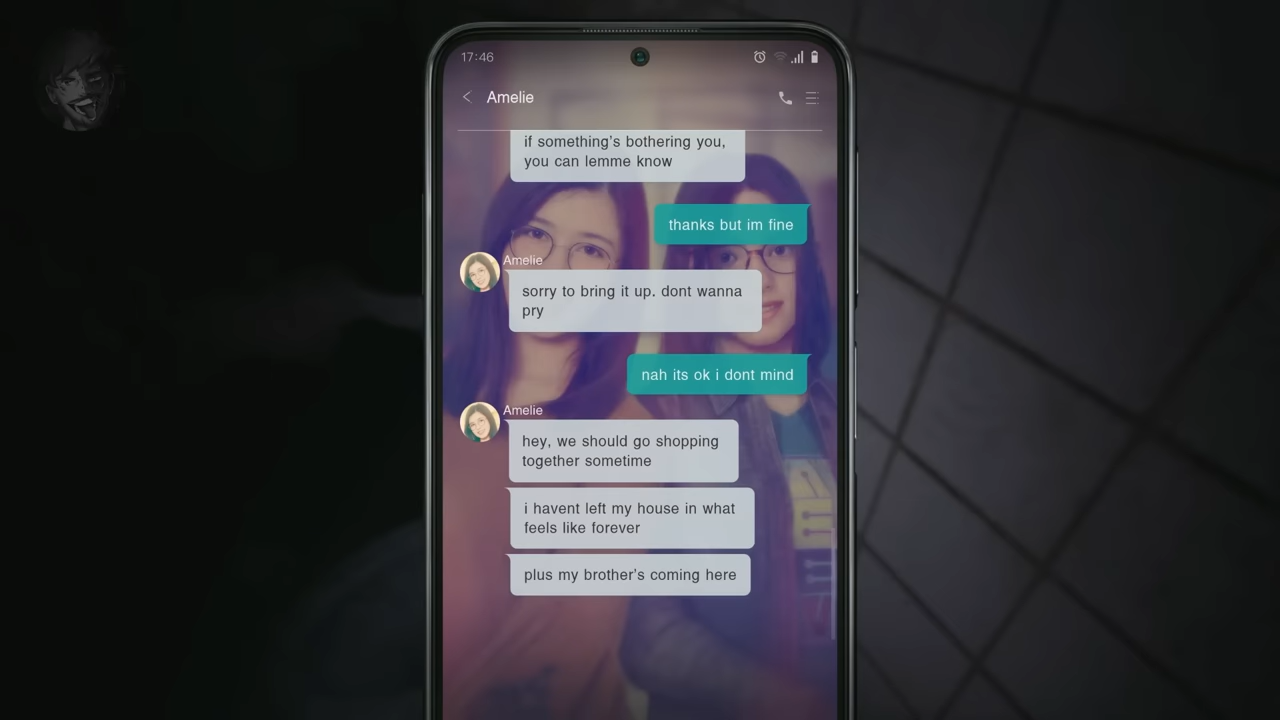 17:46
Amelie
if something's bothering you,
you can lemme know
thanks but im fine
Amelie
sorry to bring it up. dont wanna
pry
nah its ok i dont mind
Amelie
hey, we should go shopping
together sometime
i havent left my house in what
feels like forever
plus my brother's coming here